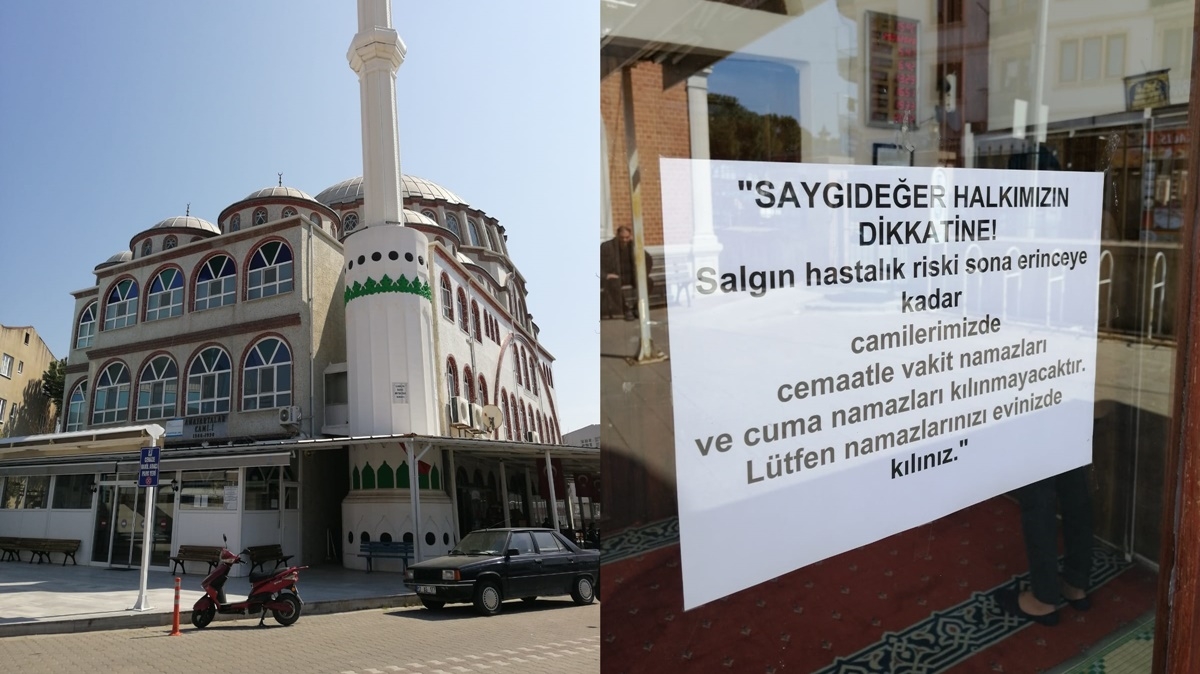 CAMİİ
"SAYGIDEĞER HALKIMIZIN
DİKKATİNE!
Salgın hastalık riski sona erinceye
kadar
camilerimizde
cemaatle vakit namazları
ve cuma namazları kılınmayacaktır.
Lütfen namazlarınızı evinizde
kılınız."